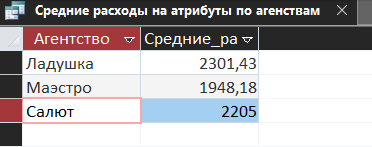 Средние расходы на атрибуты по агенствам
Агентство Средние_ра
Ладушка 2301,43
Маэстро 1948,18
Салют 2205